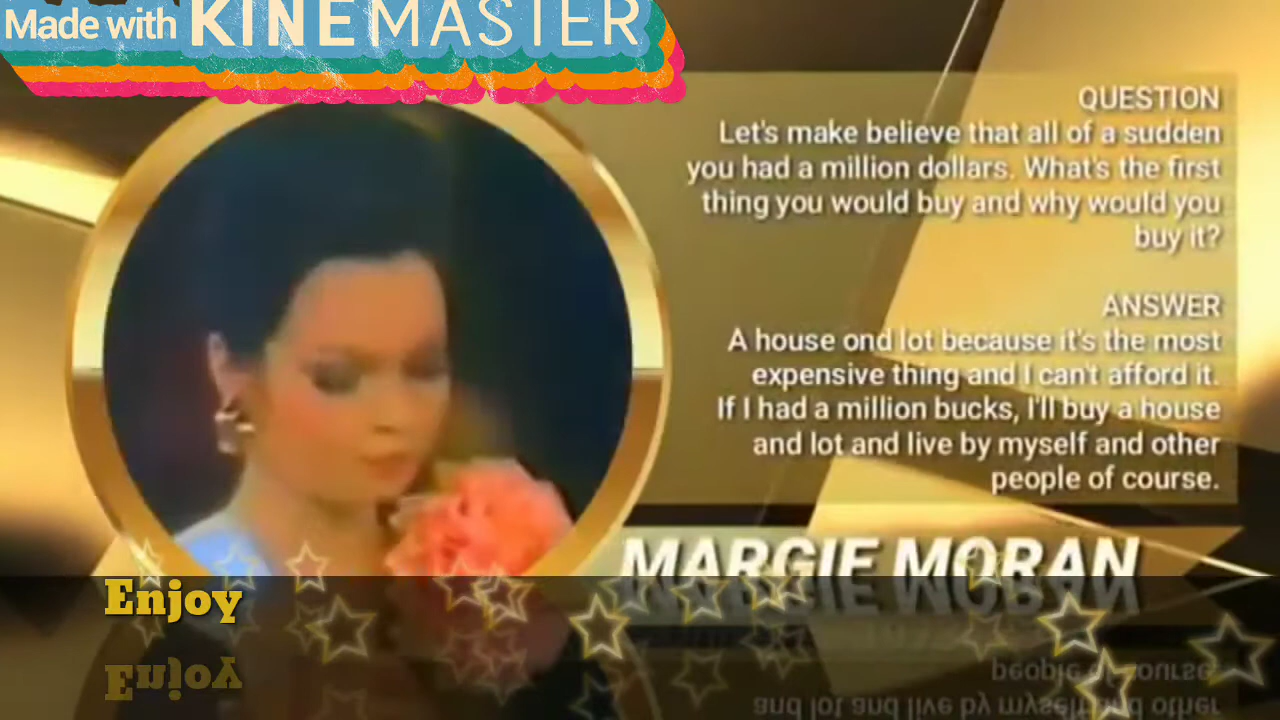 Made with KINEMASTER
QUESTION
Let's make believe that all of a sudden
you had a million dollars. What's the first
thing you would buy and why would you
buy it?
ANSWER
A house ond lot because it's the most
expensive thing and I can't afford it.
If I had a million bucks, I'll buy a house
and lot and live by myself and other
people of course.
MARGIE MORAN
Enjoy